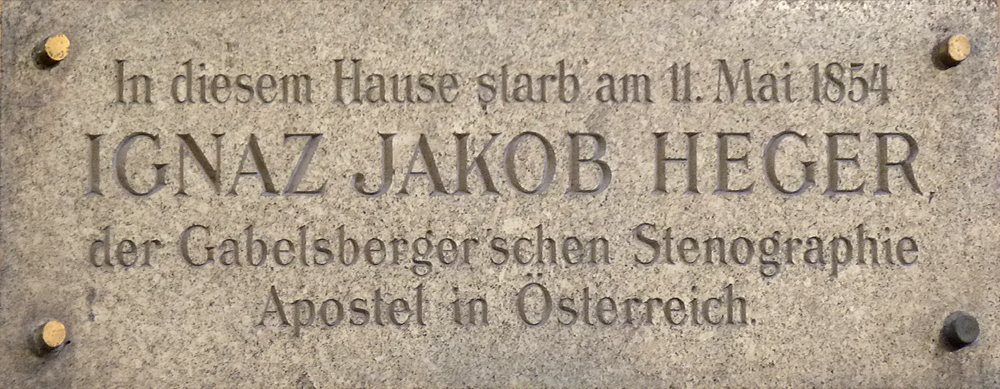 In diesem Hause starb am 11. Mai 1854
IGNAZ JAKOB HEGER,
der Gabelsberger'schen Stenographie
Apostel in Österreich.